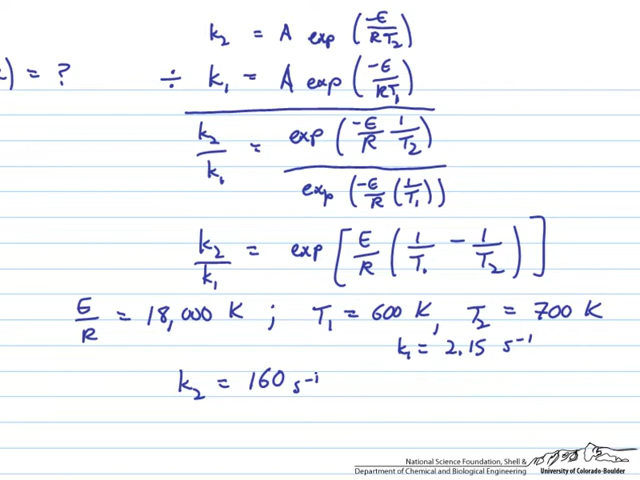 k₂ = A exp (-E/RT₂)
) = ? ÷ k₁ = A exp (-E/RT₁)
k₂/k₁ = exp (-E/R 1/T₂) / exp (-E/R (1/T₁))
k₂/k₁ = exp [E/R (1/T₁ - 1/T₂)]
E/R = 18,000 K ; T₁ = 600 K, T₂ = 700 K
k₁ = 2.15 s⁻¹
k₂ = 160 s⁻¹
National Science Foundation, Shell &
Department of Chemical and Biological Engineering
University of Colorado-Boulder